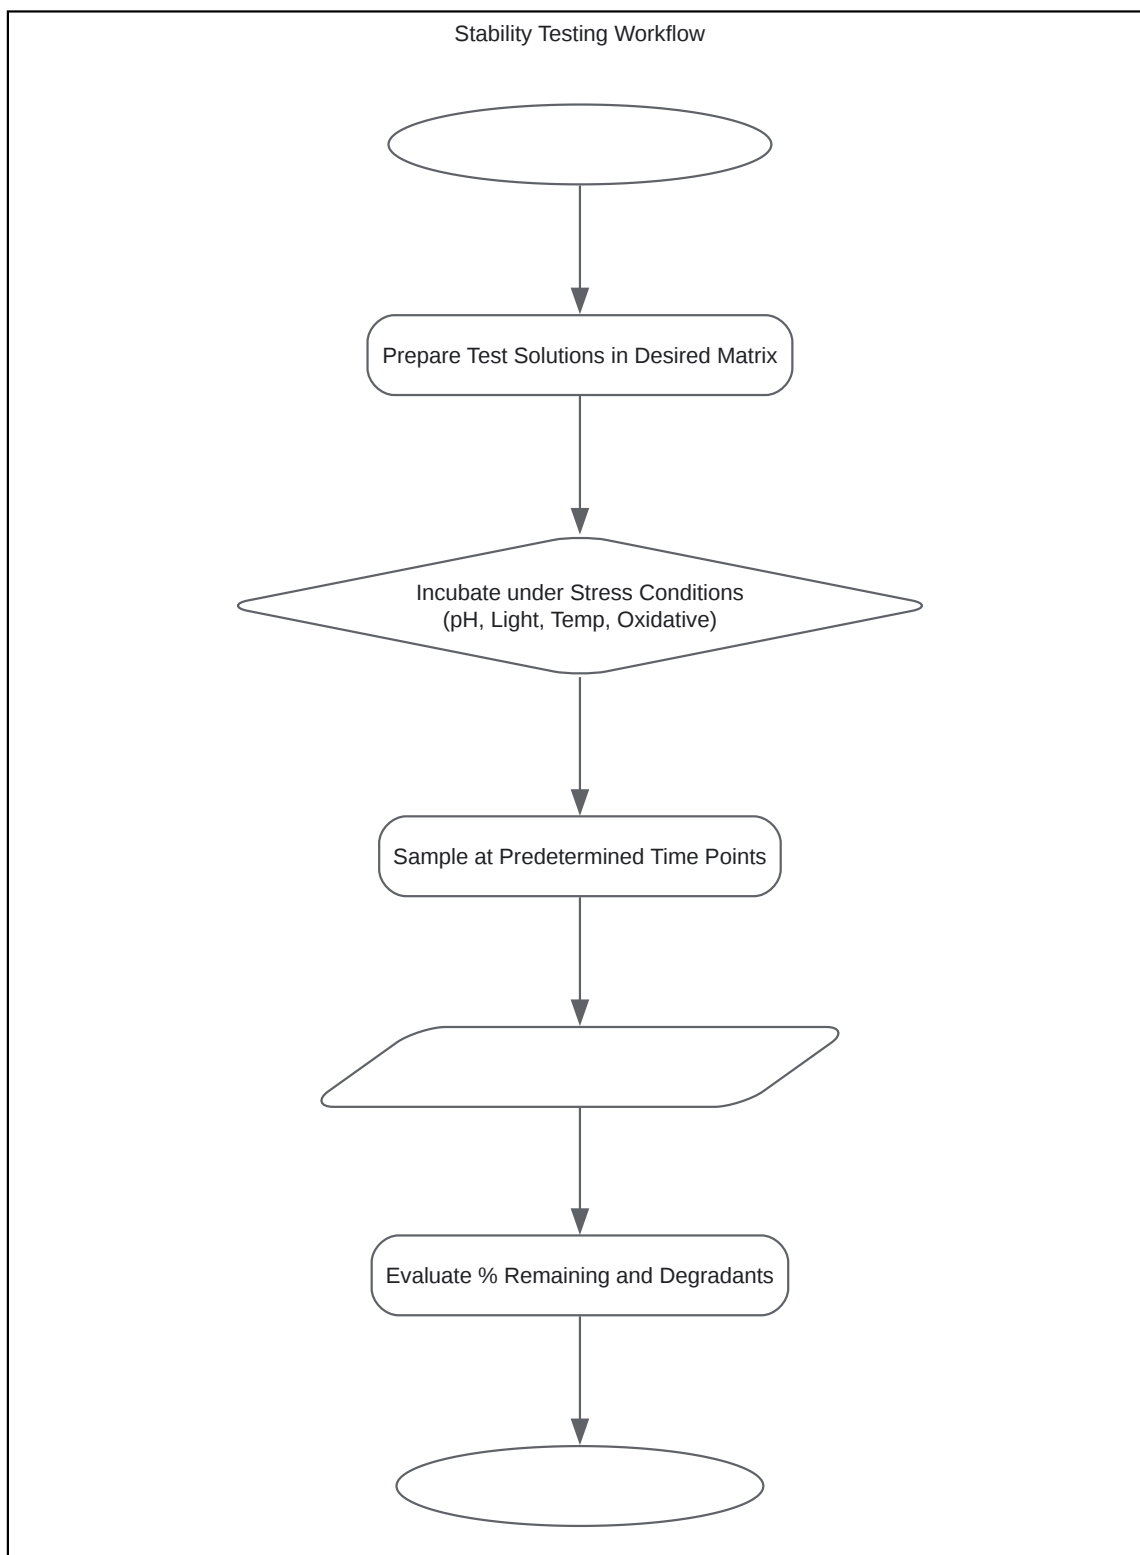 Stability Testing Workflow
Prepare Test Solutions in Desired Matrix
Incubate under Stress Conditions
(pH, Light, Temp, Oxidative)
Sample at Predetermined Time Points
Evaluate % Remaining and Degradants